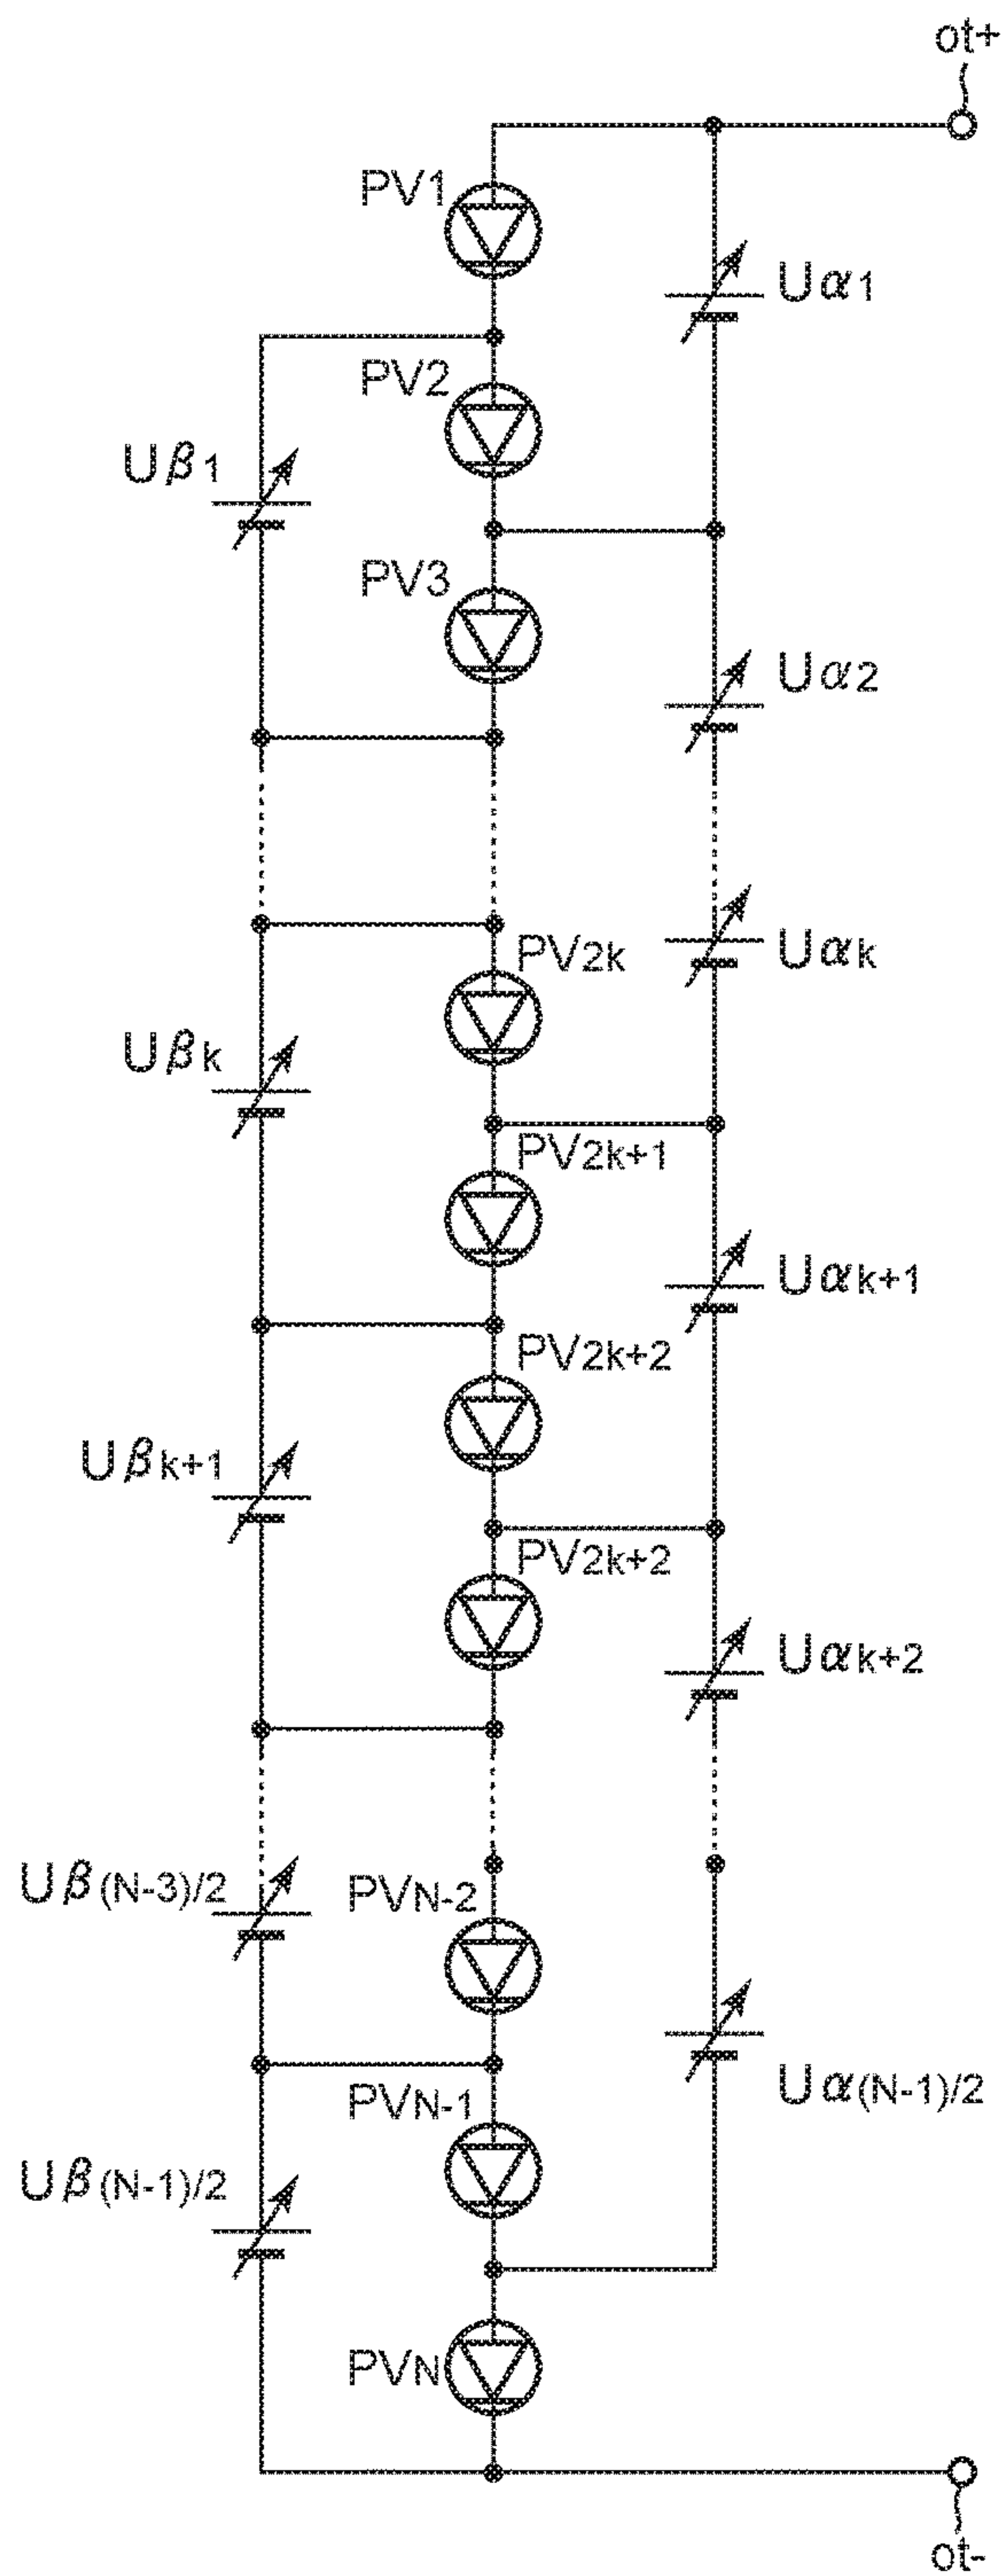 ot+
PV1
Uα1
PV2
Uβ1
PV3
Uα2
PV2k
Uαk
Uβk
PV2k+1
Uαk+1
PV2k+2
Uβk+1
PV2k+2
Uαk+2
Uβ(N-3)/2
PVN-2
Uα(N-1)/2
PVN-1
Uβ(N-1)/2
PVN
ot-